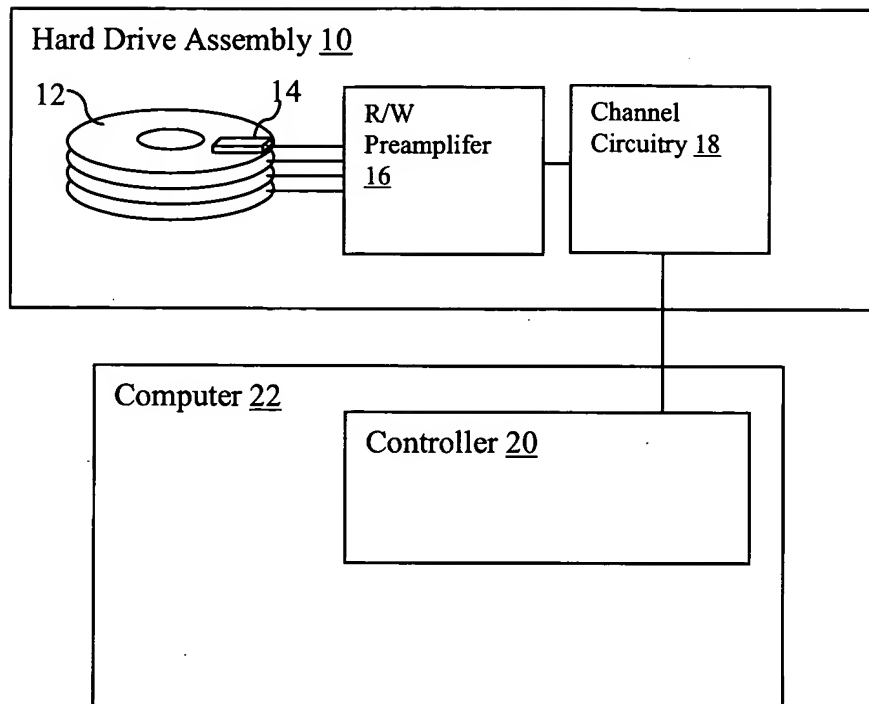 Hard Drive Assembly 10
12
14
R/W
Preamplifer
16
Channel
Circuitry 18
Computer 22
Controller 20